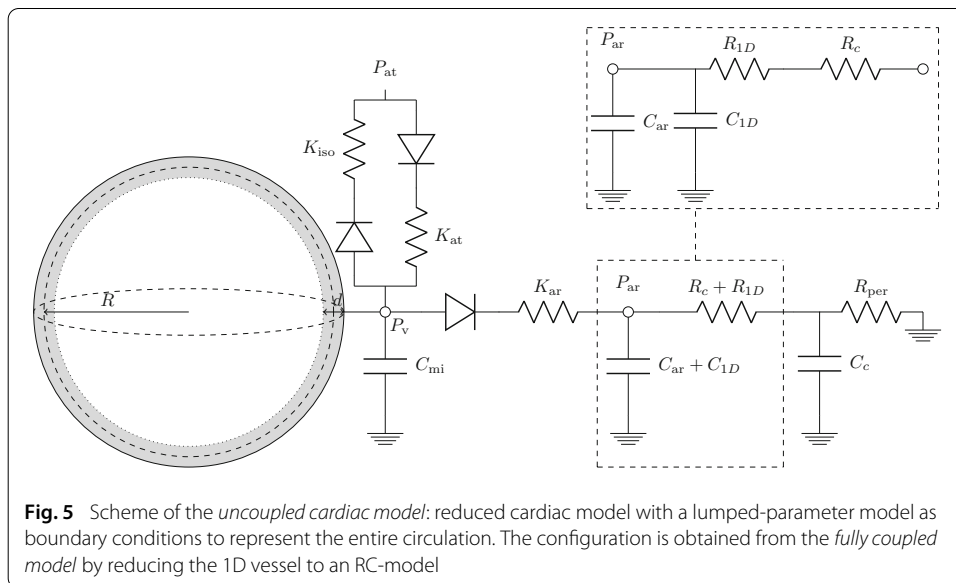 P_ar
R_1D
R_c
C_ar
C_1D
P_at
K_iso
K_at
R
d
P_v
C_mi
K_ar
P_ar
R_c + R_1D
C_ar + C_1D
R_per
C_c
Fig. 5 Scheme of the uncoupled cardiac model: reduced cardiac model with a lumped-parameter model as
boundary conditions to represent the entire circulation. The configuration is obtained from the fully coupled
model by reducing the 1D vessel to an RC-model